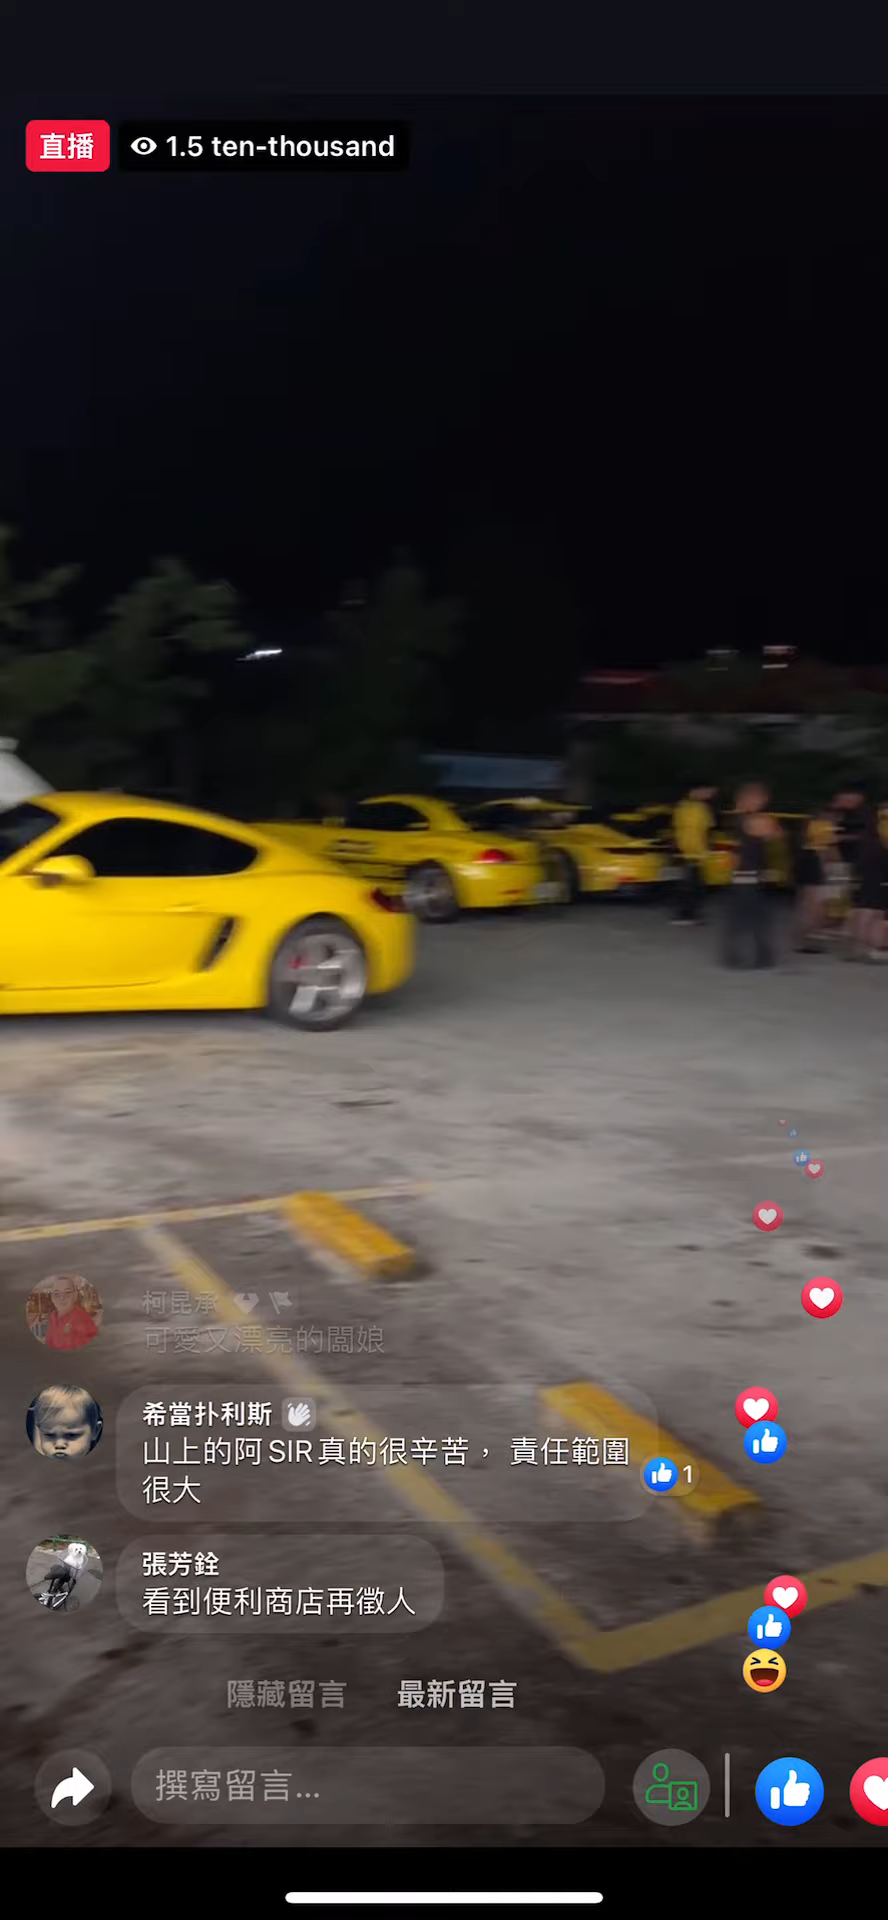 直播
1.5 ten-thousand
柯昆承
可愛又漂亮的闆娘
希當扑利斯
山上的阿SIR真的很辛苦， 責任範圍
很大
1
張芳銓
看到便利商店再徵人
隱藏留言 最新留言
撰寫留言...